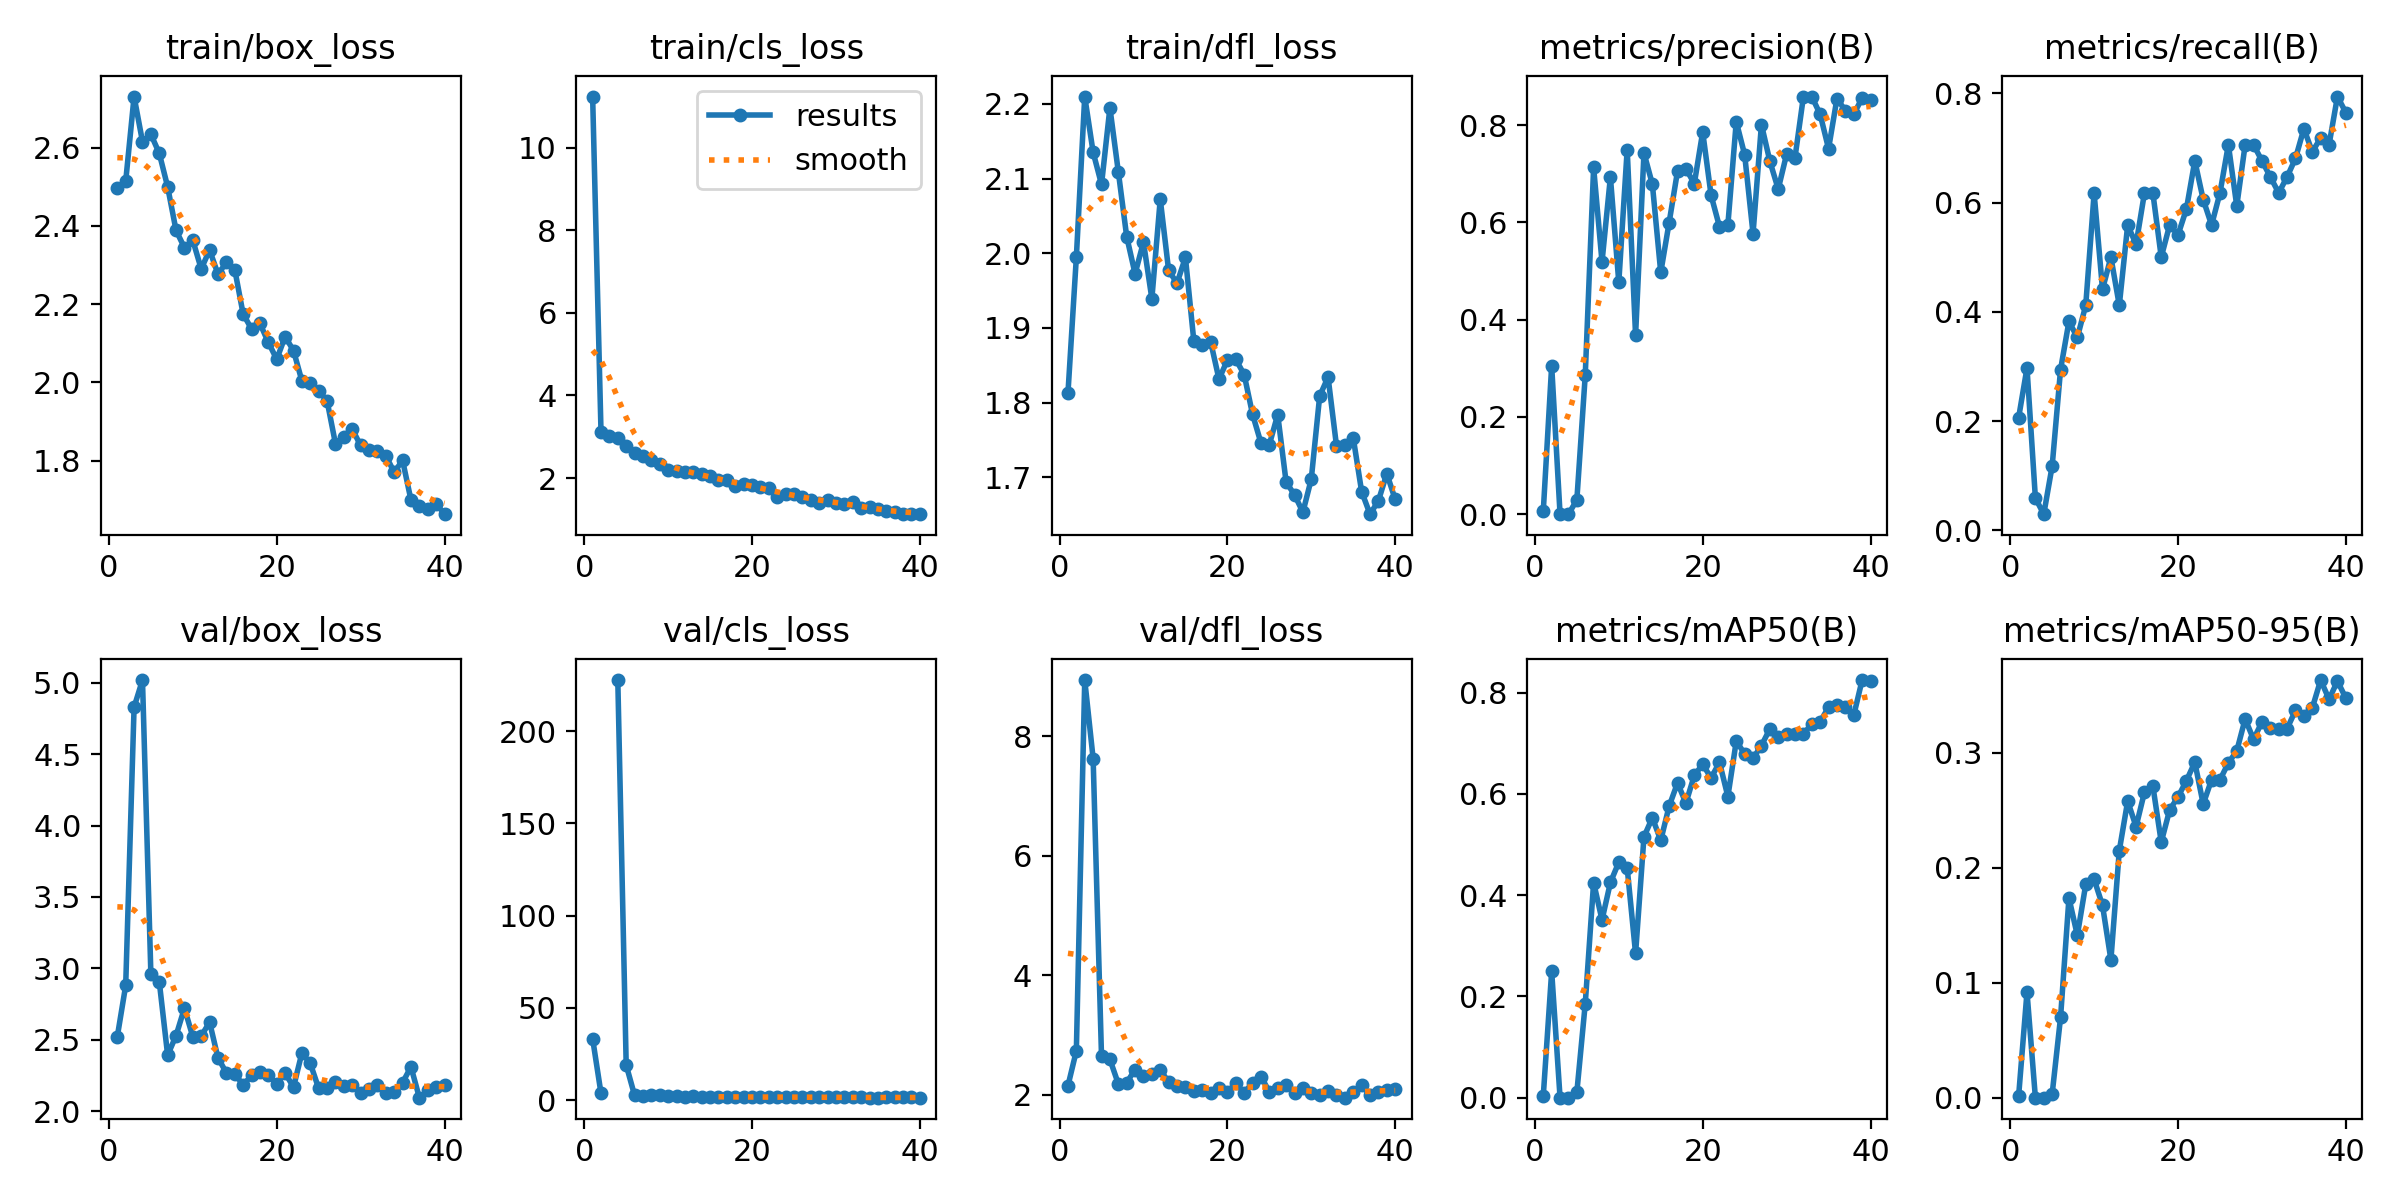 train/box_loss
2.6
2.4
2.2
2.0
1.8
0 20 40
train/cls_loss
results
smooth
10
8
6
4
2
0 20 40
train/dfl_loss
2.2
2.1
2.0
1.9
1.8
1.7
0 20 40
metrics/precision(B)
0.8
0.6
0.4
0.2
0.0
0 20 40
metrics/recall(B)
0.8
0.6
0.4
0.2
0.0
0 20 40
val/box_loss
5.0
4.5
4.0
3.5
3.0
2.5
2.0
0 20 40
val/cls_loss
200
150
100
50
0
0 20 40
val/dfl_loss
8
6
4
2
0 20 40
metrics/mAP50(B)
0.8
0.6
0.4
0.2
0.0
0 20 40
metrics/mAP50-95(B)
0.3
0.2
0.1
0.0
0 20 40